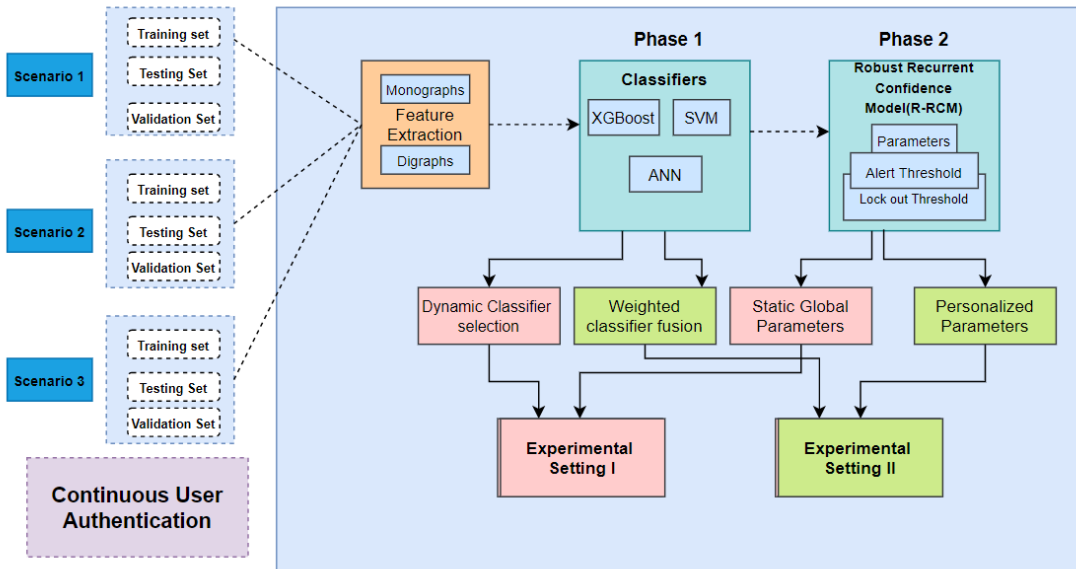 Scenario 1
Training set
Testing Set
Validation Set
Scenario 2
Training set
Testing Set
Validation Set
Scenario 3
Training set
Testing Set
Validation Set
Continuous User
Authentication
Monographs
Feature
Extraction
Digraphs
Phase 1
Classifiers
XGBoost
SVM
ANN
Phase 2
Robust Recurrent
Confidence
Model(R-RCM)
Parameters
Alert Threshold
Lock out Threshold
Dynamic Classifier
selection
Weighted
classifier fusion
Static Global
Parameters
Personalized
Parameters
Experimental
Setting I
Experimental
Setting II